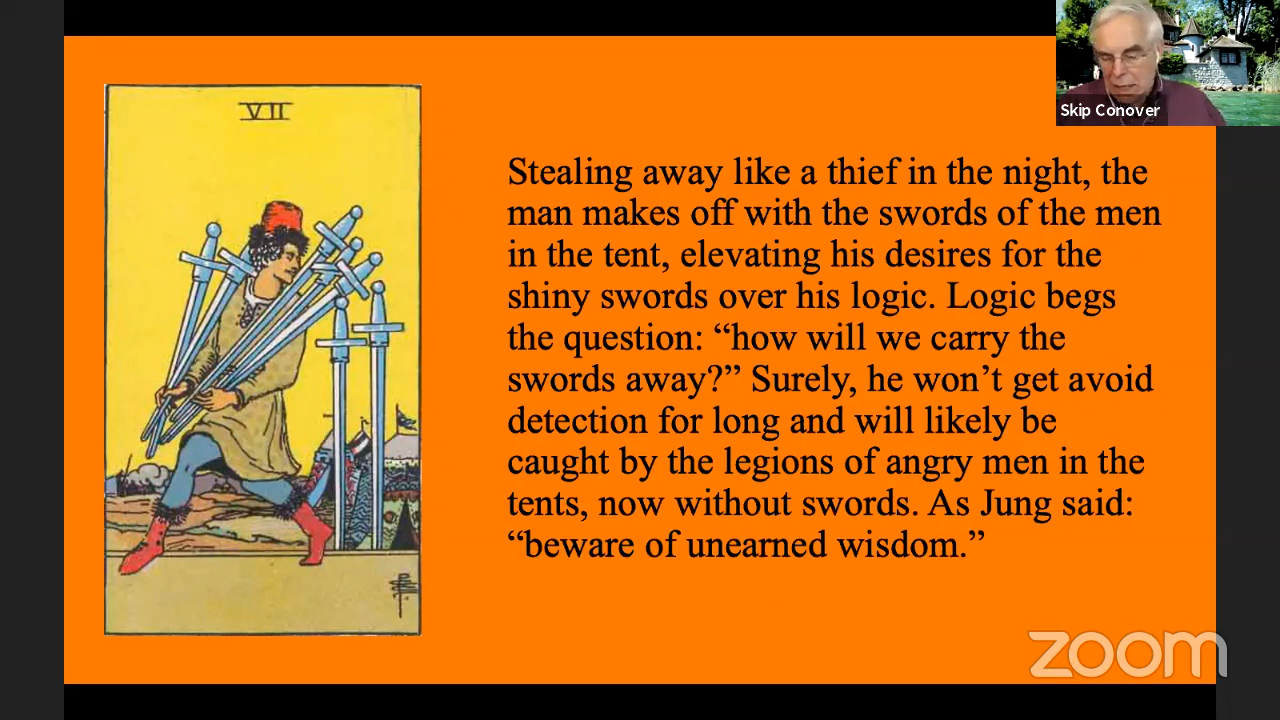 Skip Conover
VII
Stealing away like a thief in the night, the
man makes off with the swords of the men
in the tent, elevating his desires for the
shiny swords over his logic. Logic begs
the question: “how will we carry the
swords away?” Surely, he won’t get avoid
detection for long and will likely be
caught by the legions of angry men in the
tents, now without swords. As Jung said:
“beware of unearned wisdom.”
zoom